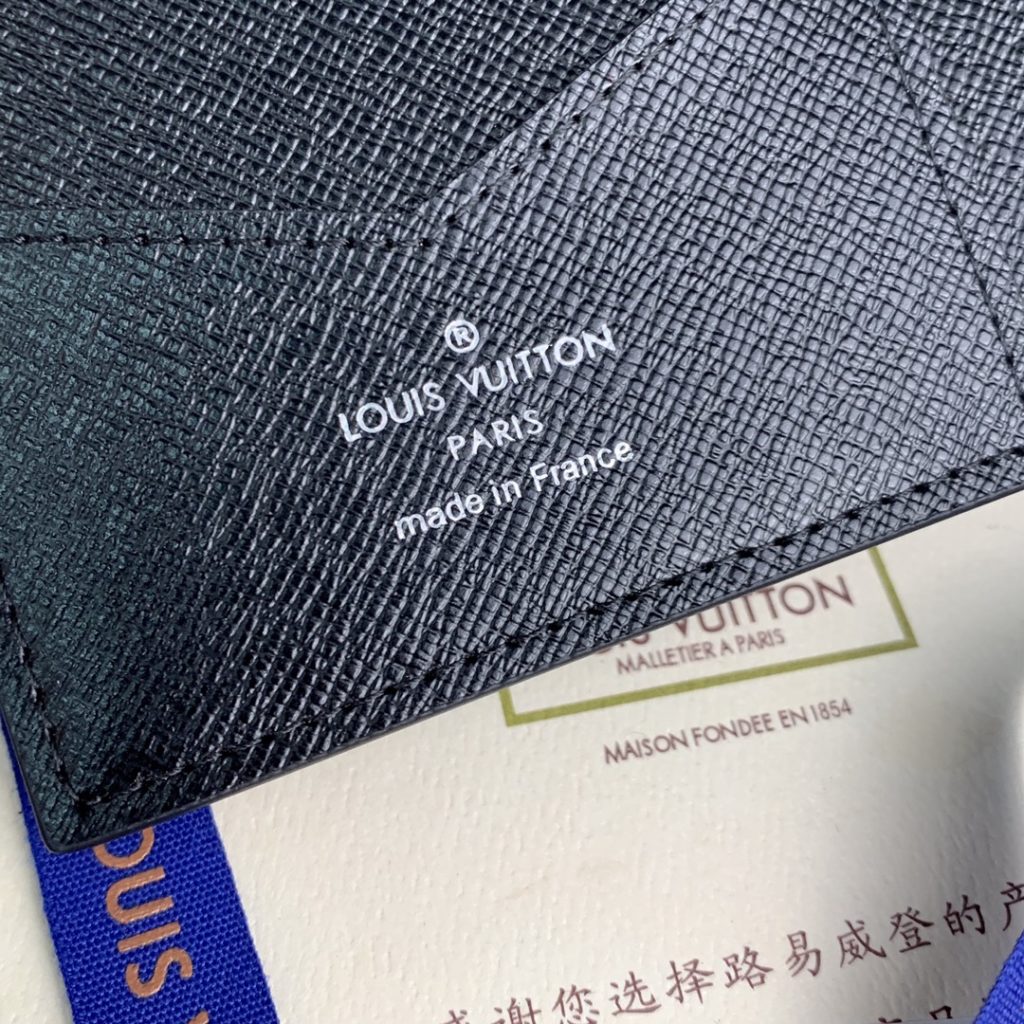 ®
LOUIS VUITTON
PARIS
made in France
VUITTON
MALLETIER A PARIS
MAISON FONDEE EN 1854
LOUIS
谢您选择路易威登的产